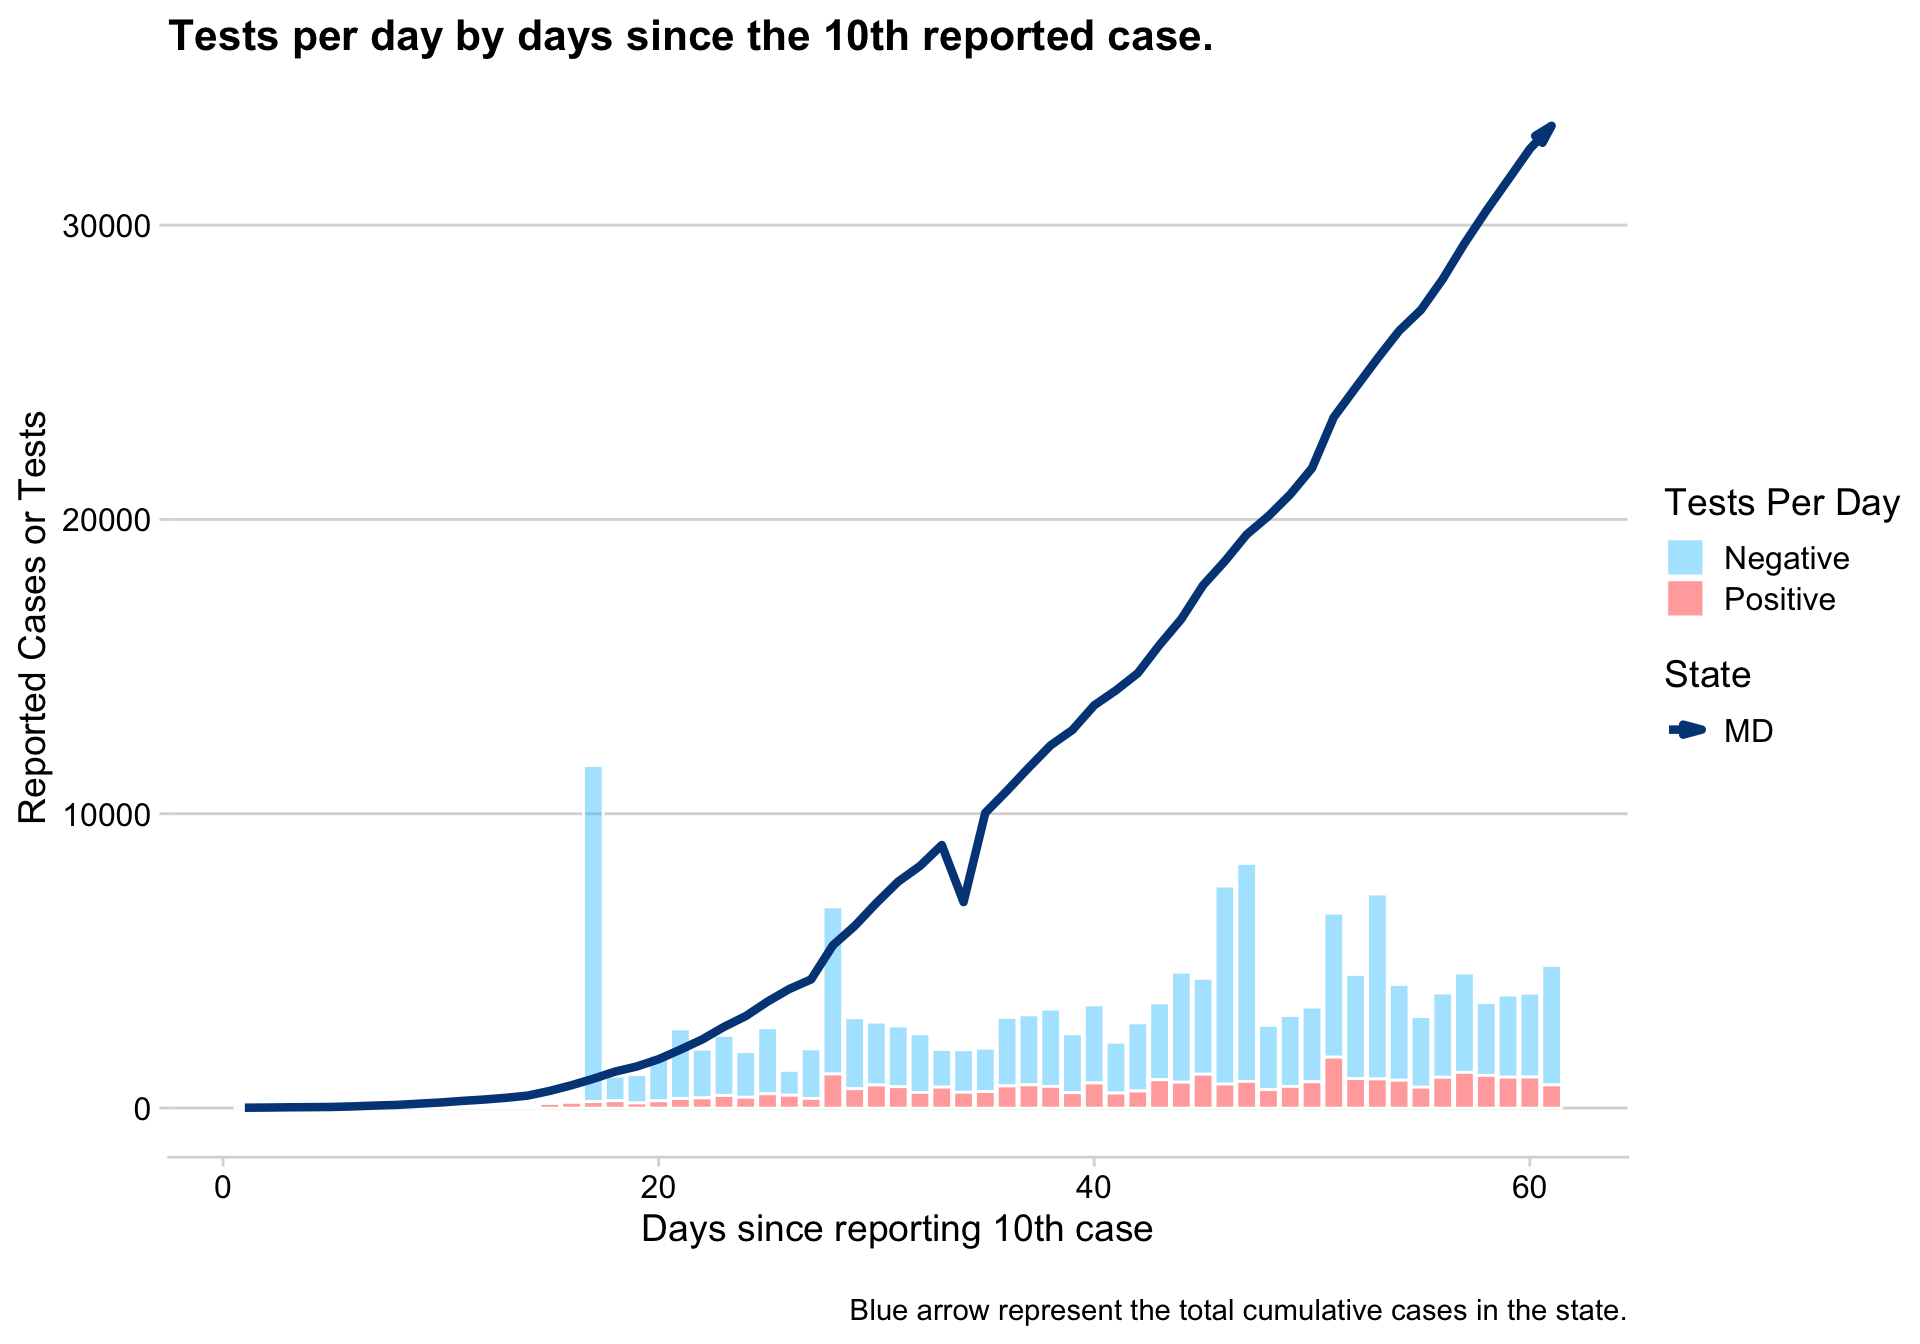 Tests per day by days since the 10th reported case.
Reported Cases or Tests
30000
20000
10000
0
0
20
40
60
Days since reporting 10th case
Tests Per Day
Negative
Positive
State
MD
Blue arrow represent the total cumulative cases in the state.